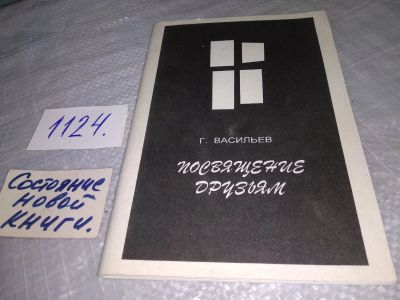 1124.
Состояние
новой
книги.
Г. ВАСИЛЬЕВ
ПОСВЯЩЕНИЕ
ДРУЗЬЯМ